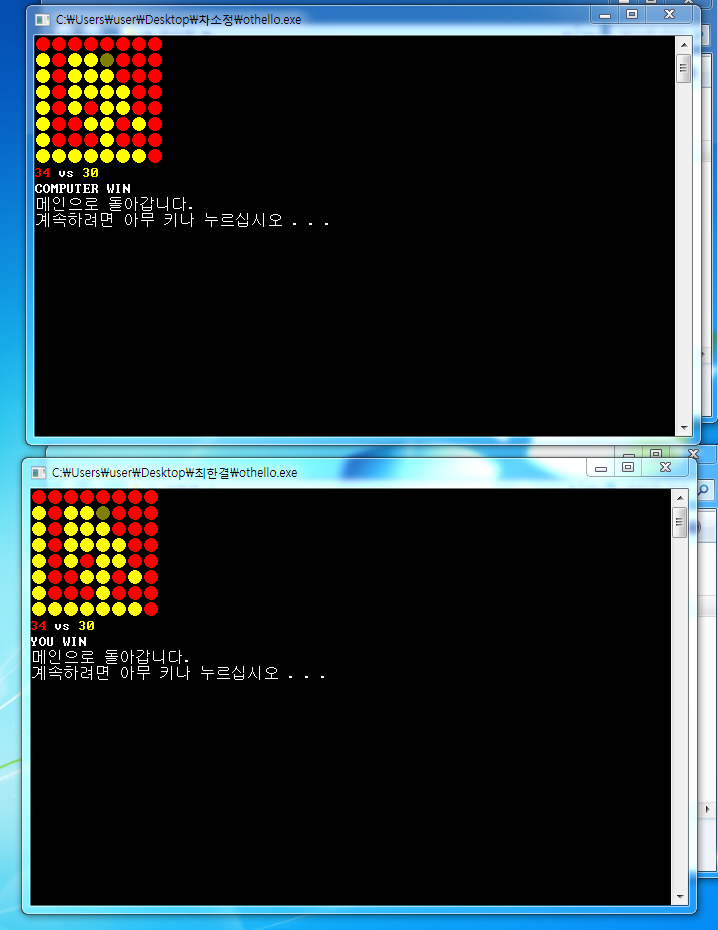 C:₩Users₩user₩Desktop₩차소정₩othello.exe
34 vs 30
COMPUTER WIN
메인으로 돌아갑니다.
계속하려면 아무 키나 누르십시오 . . .
C:₩Users₩user₩Desktop₩최한결₩othello.exe
34 vs 30
YOU WIN
메인으로 돌아갑니다.
계속하려면 아무 키나 누르십시오 . . .